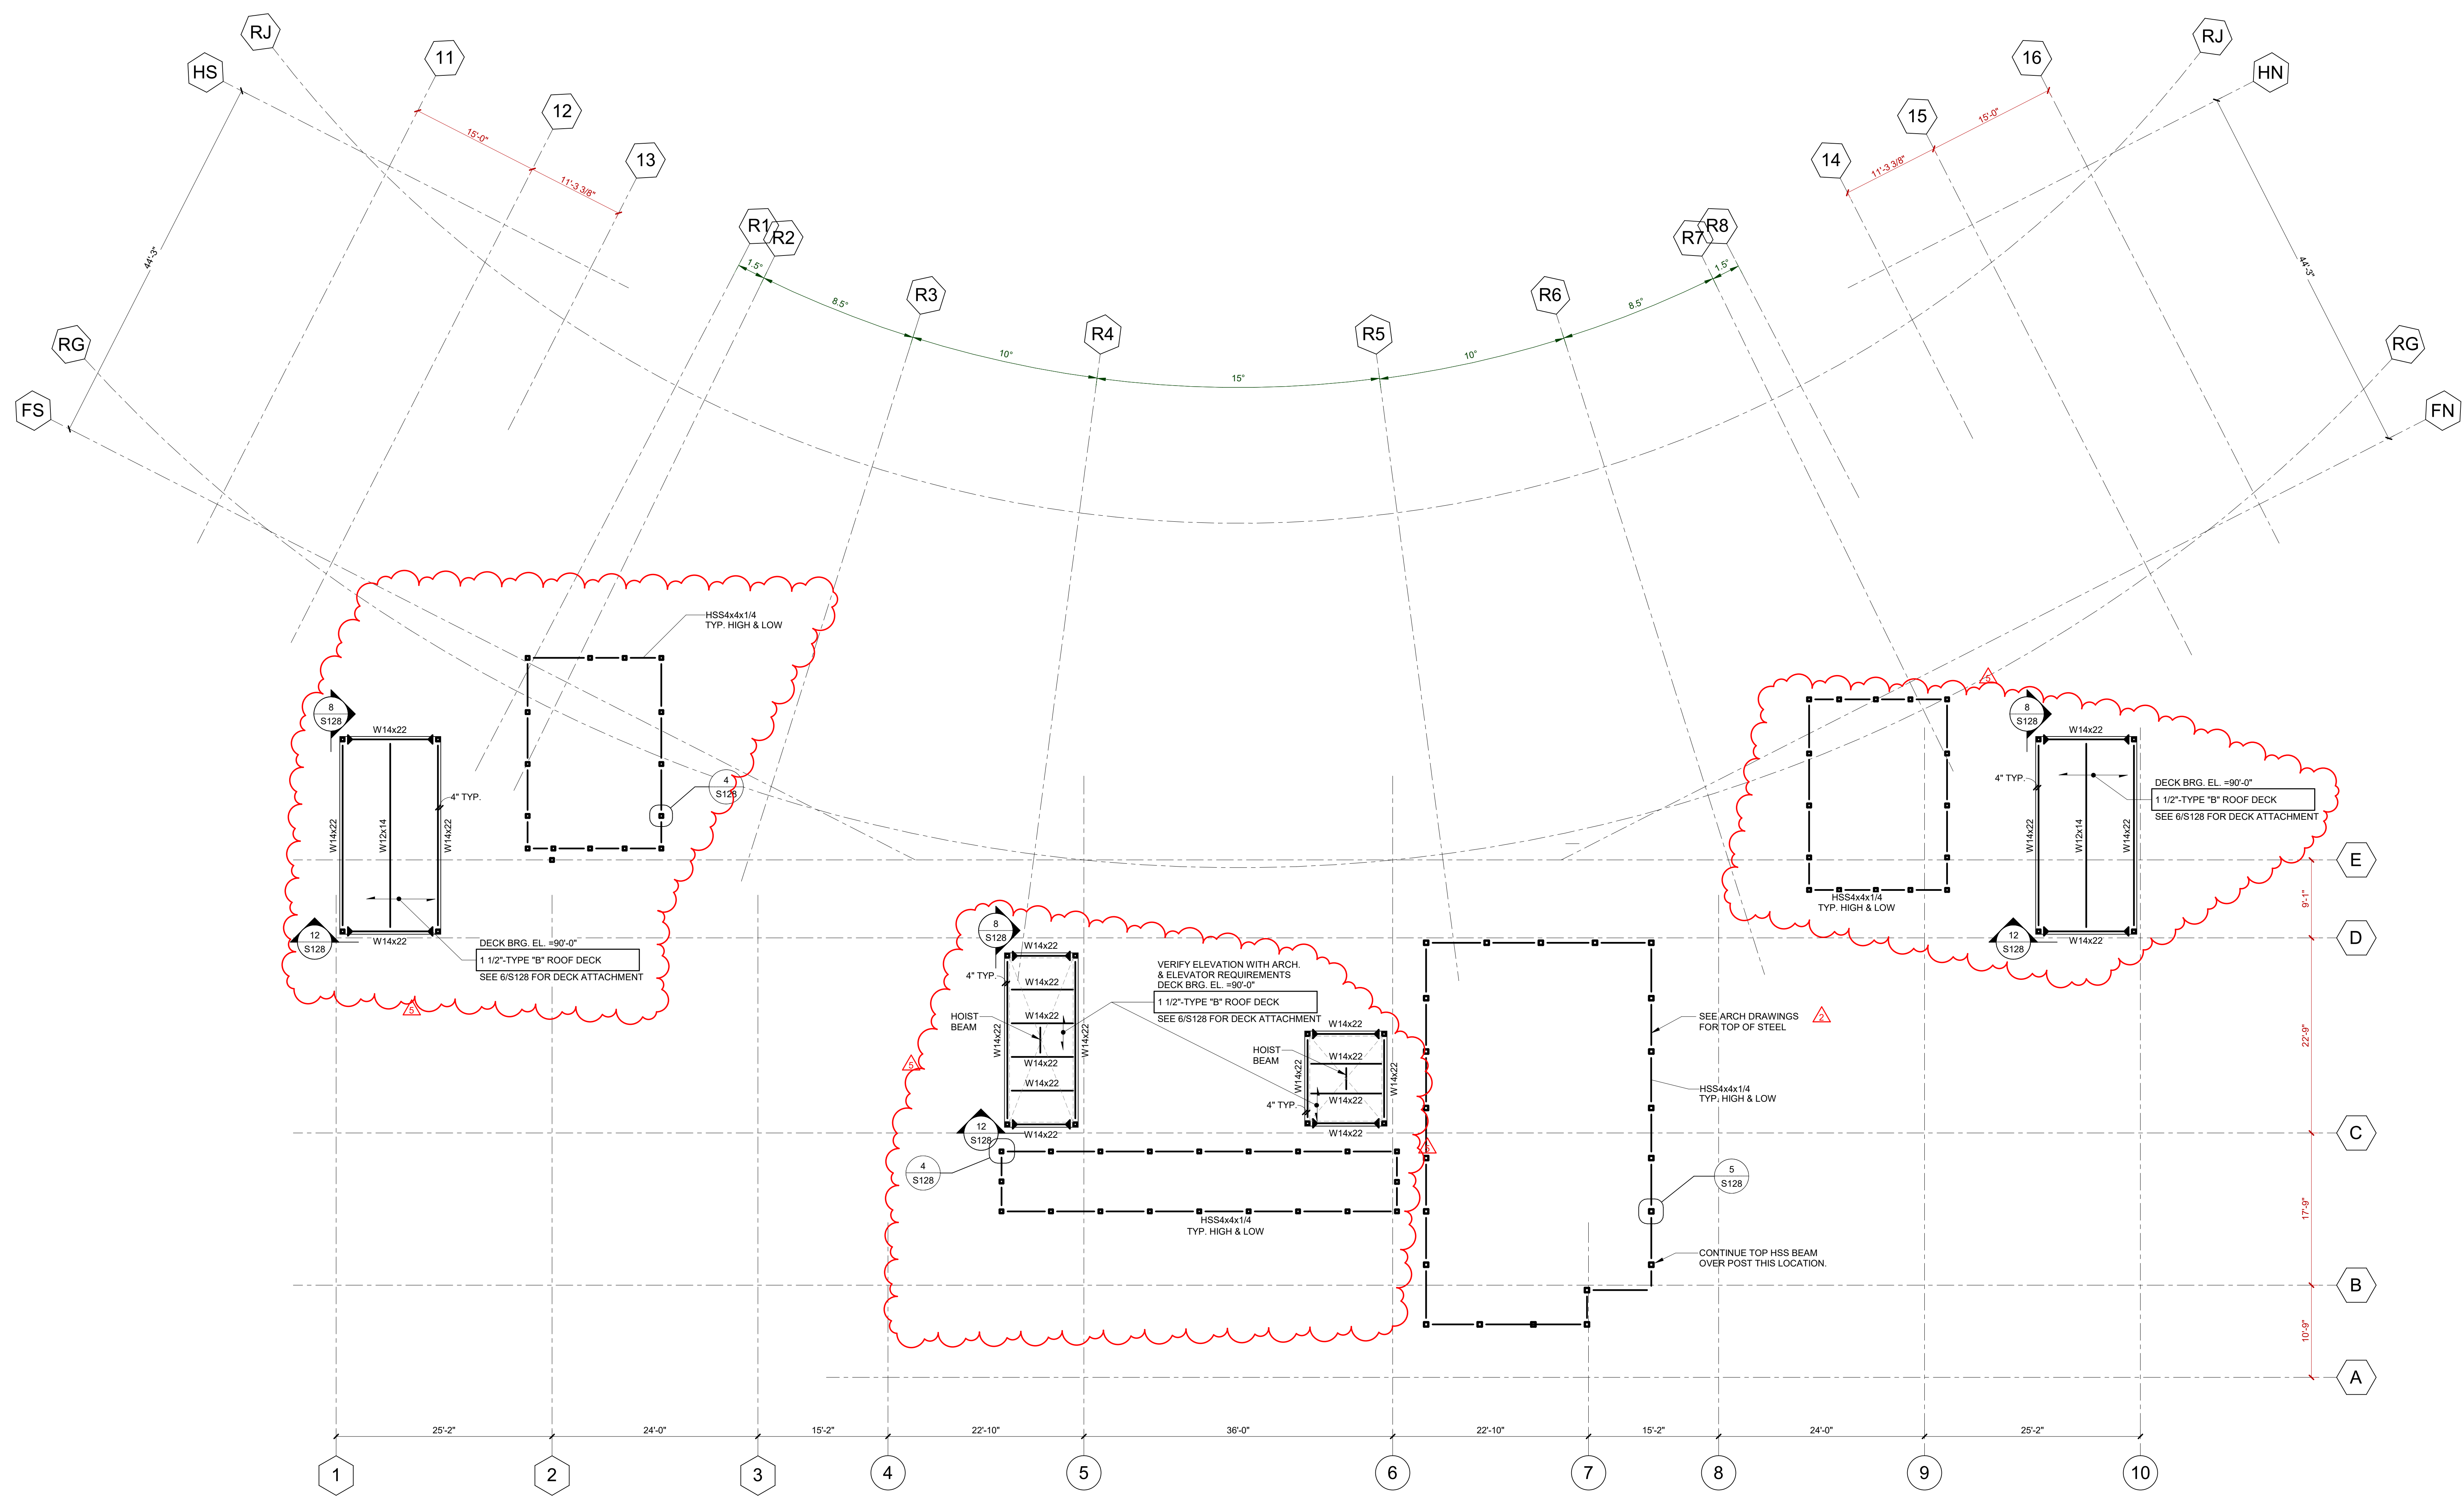 RJ
RJ
11
16
HS
HN
12
15
13
14
15'-0"
11'-3 3/8"
11'-3 3/8"
15'-0"
44'-3"
44'-3"
R1
R2
R7
R8
1.5°
1.5°
R3
R6
8.5°
8.5°
R4
R5
10°
15°
10°
RG
RG
FS
FN
HSS4x4x1/4
TYP. HIGH & LOW
8
S128
W14x22
4" TYP.
W14x22
W12x14
W14x22
4
S128
12
S128
W14x22
DECK BRG. EL. =90'-0"
1 1/2"-TYPE "B" ROOF DECK
SEE 6/S128 FOR DECK ATTACHMENT
5
5
8
S128
W14x22
4" TYP.
DECK BRG. EL. =90'-0"
1 1/2"-TYPE "B" ROOF DECK
SEE 6/S128 FOR DECK ATTACHMENT
W14x22
W12x14
W14x22
HSS4x4x1/4
TYP. HIGH & LOW
12
S128
W14x22
8
S128
W14x22
4" TYP.
W14x22
W14x22
HOIST
BEAM
W14x22
W14x22
W14x22
W14x22
W14x22
12
S128
VERIFY ELEVATION WITH ARCH.
& ELEVATOR REQUIREMENTS
DECK BRG. EL. =90'-0"
1 1/2"-TYPE "B" ROOF DECK
SEE 6/S128 FOR DECK ATTACHMENT
W14x22
HOIST
BEAM
W14x22
W14x22
W14x22
W14x22
4" TYP.
W14x22
5
5
4
S128
HSS4x4x1/4
TYP. HIGH & LOW
SEE ARCH DRAWINGS
FOR TOP OF STEEL
2
HSS4x4x1/4
TYP. HIGH & LOW
5
S128
CONTINUE TOP HSS BEAM
OVER POST THIS LOCATION.
E
9'-1"
D
22'-9"
C
17'-9"
B
10'-9"
A
25'-2"
24'-0"
15'-2"
22'-10"
36'-0"
22'-10"
15'-2"
24'-0"
25'-2"
1
2
3
4
5
6
7
8
9
10